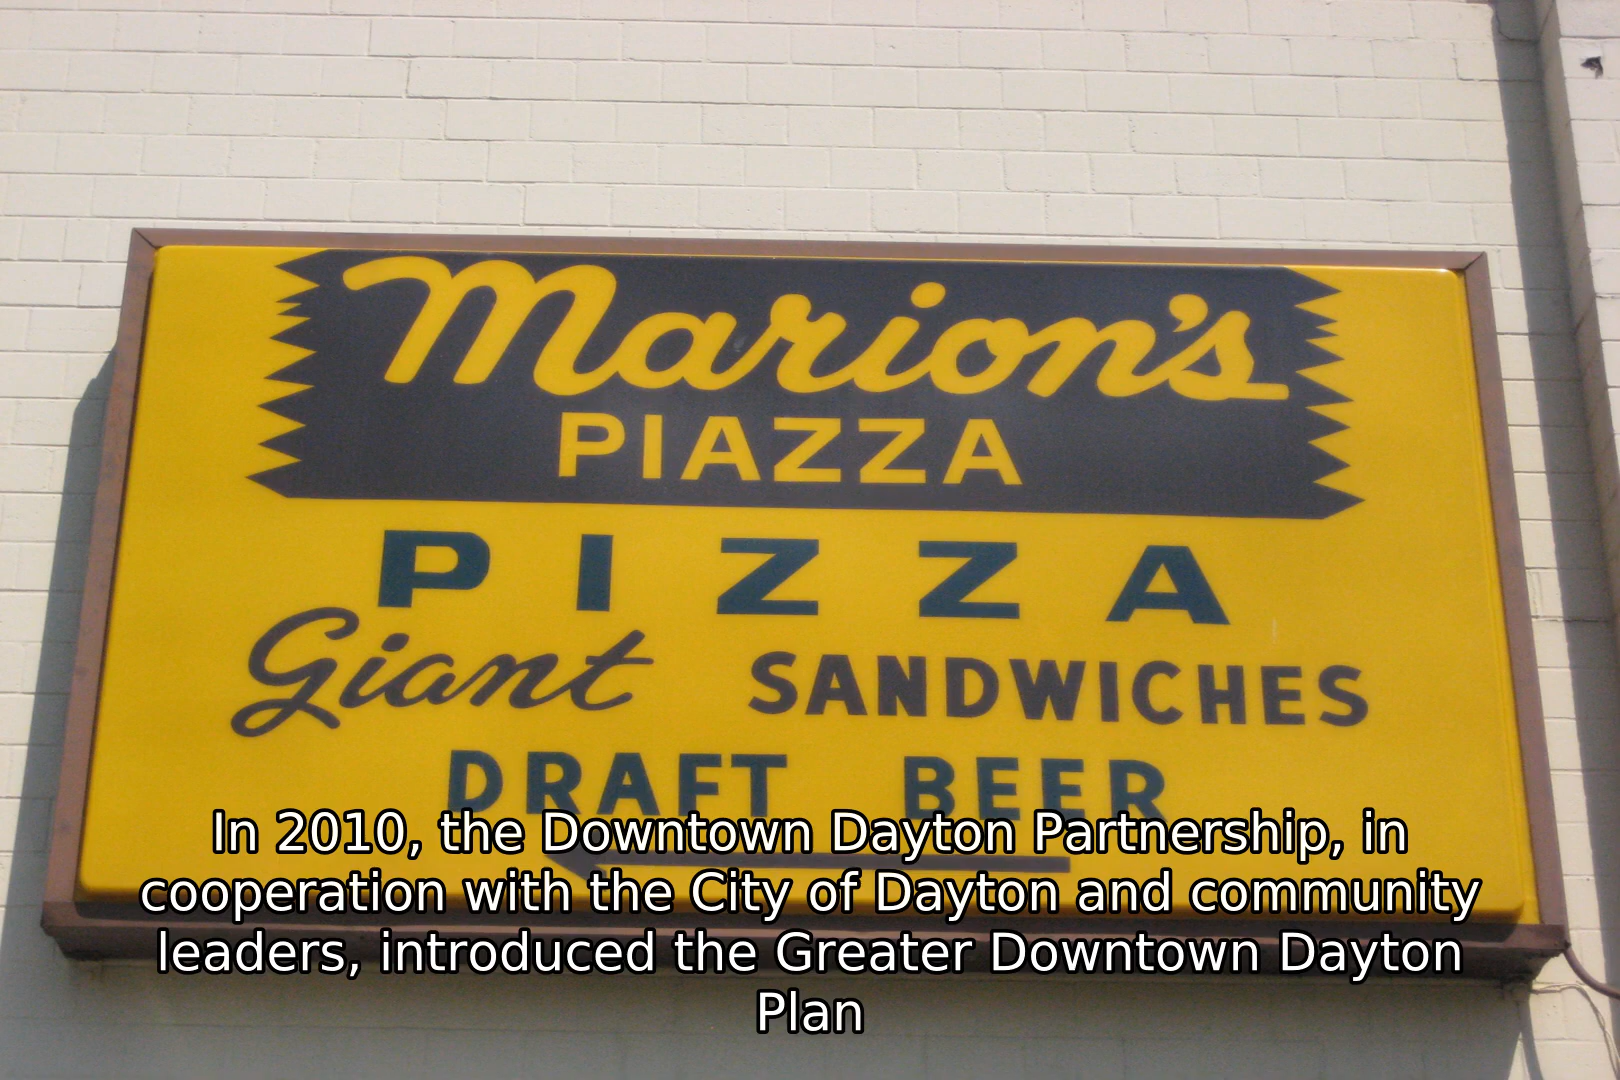 Marion's
PIAZZA
PIZZA
Giant SANDWICHES
DRAFT BEER
In 2010, the Downtown Dayton Partnership, in
cooperation with the City of Dayton and community
leaders, introduced the Greater Downtown Dayton
Plan